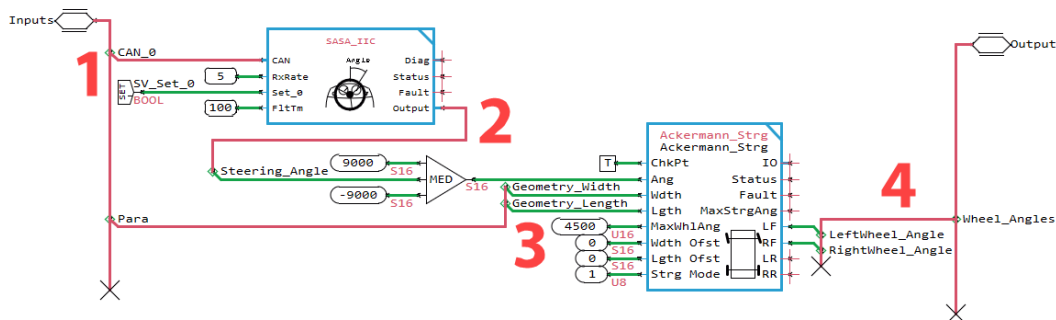 Inputs
1
CAN_0
SET
SV_Set_0
BOOL
5
100
SASA_IIC
Angle
CAN
RxRate
Set_0
FltTm
Diag
Status
Fault
Output
2
Steering_Angle
9000
S16
-9000
S16
MED
S16
Para
Geometry_Width
Geometry_Length
3
4500
U16
0
S16
0
S16
1
U8
T
Ackermann_Strg
Ackermann_Strg
ChkPt
Ang
Wdth
Lgth
MaxWhlAng
Wdth Ofst
Lgth Ofst
Strg Mode
IO
Status
Fault
MaxStrgAng
LF
RF
LR
RR
4
LeftWheel_Angle
RightWheel_Angle
Output
Wheel_Angles